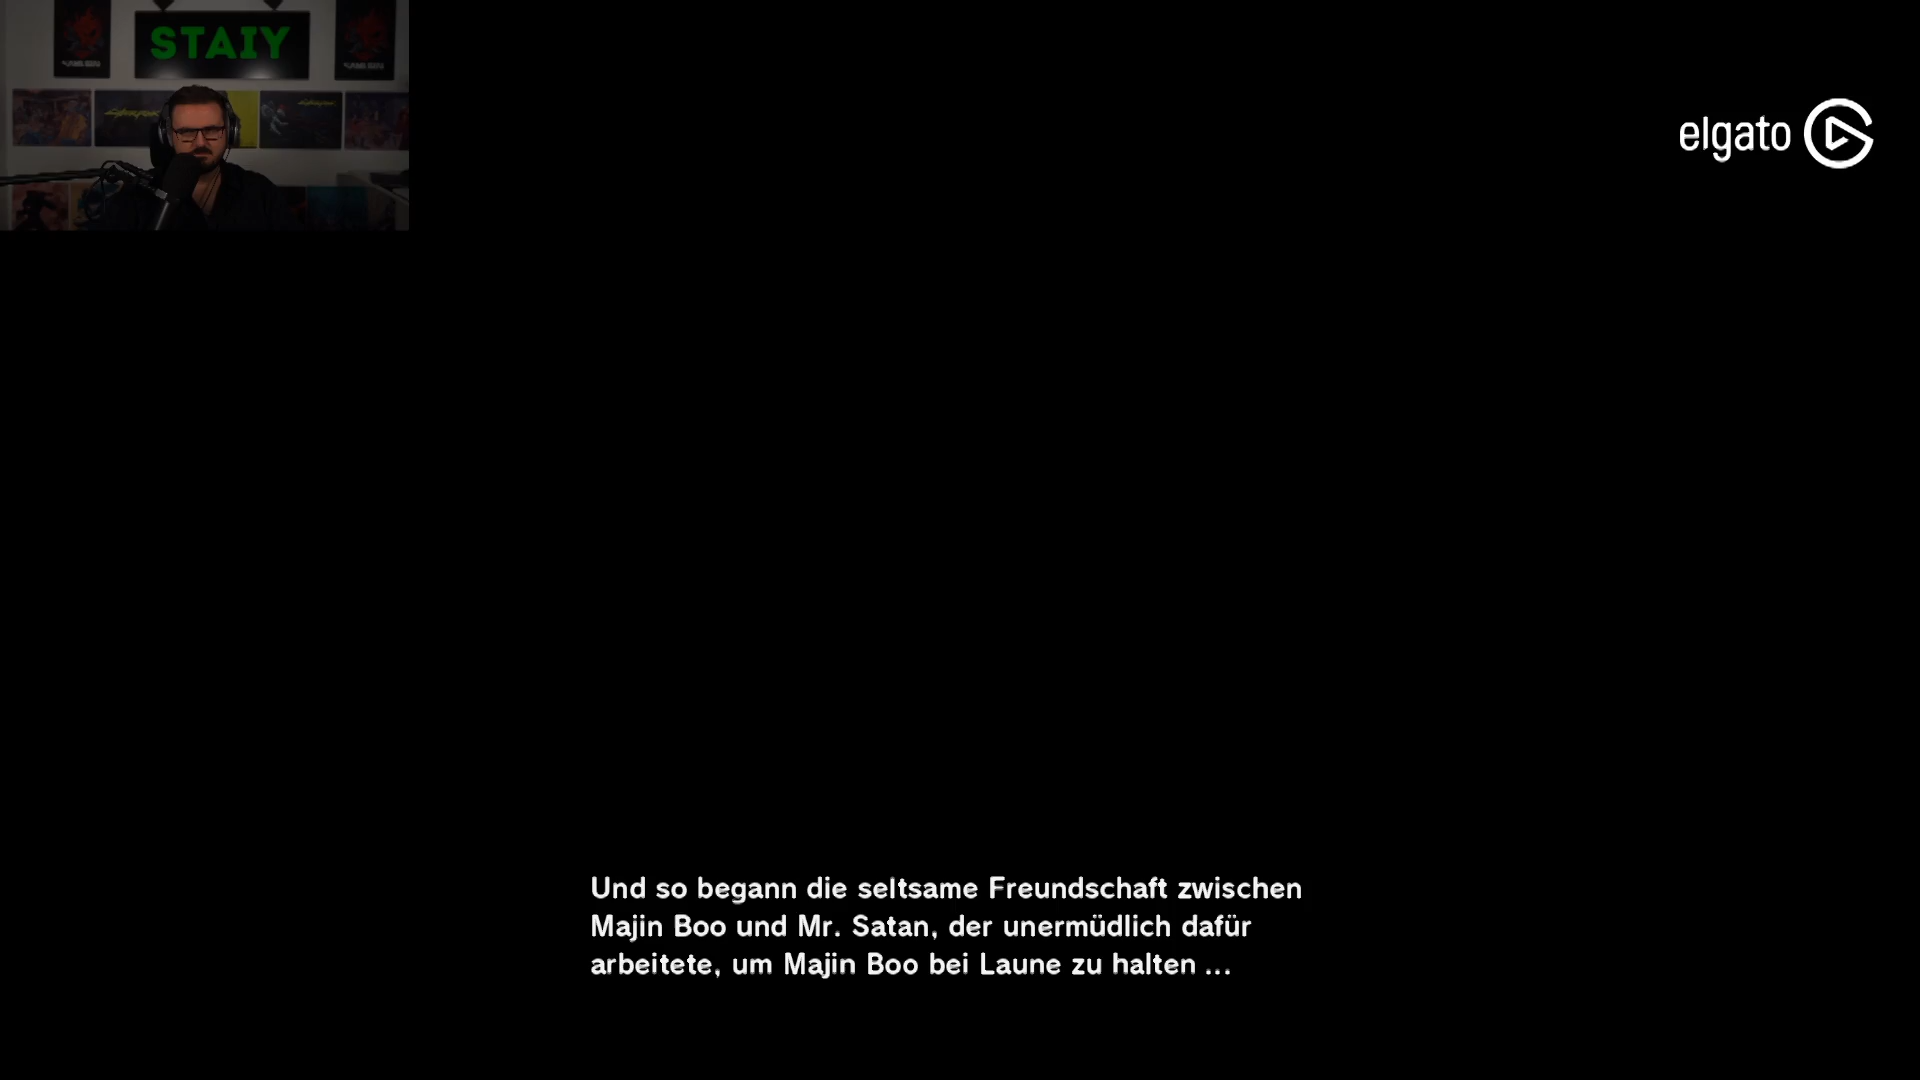 STAIY
elgato
Und so begann die seltsame Freundschaft zwischen
Majin Boo und Mr. Satan, der unermüdlich dafür
arbeitete, um Majin Boo bei Laune zu halten ...